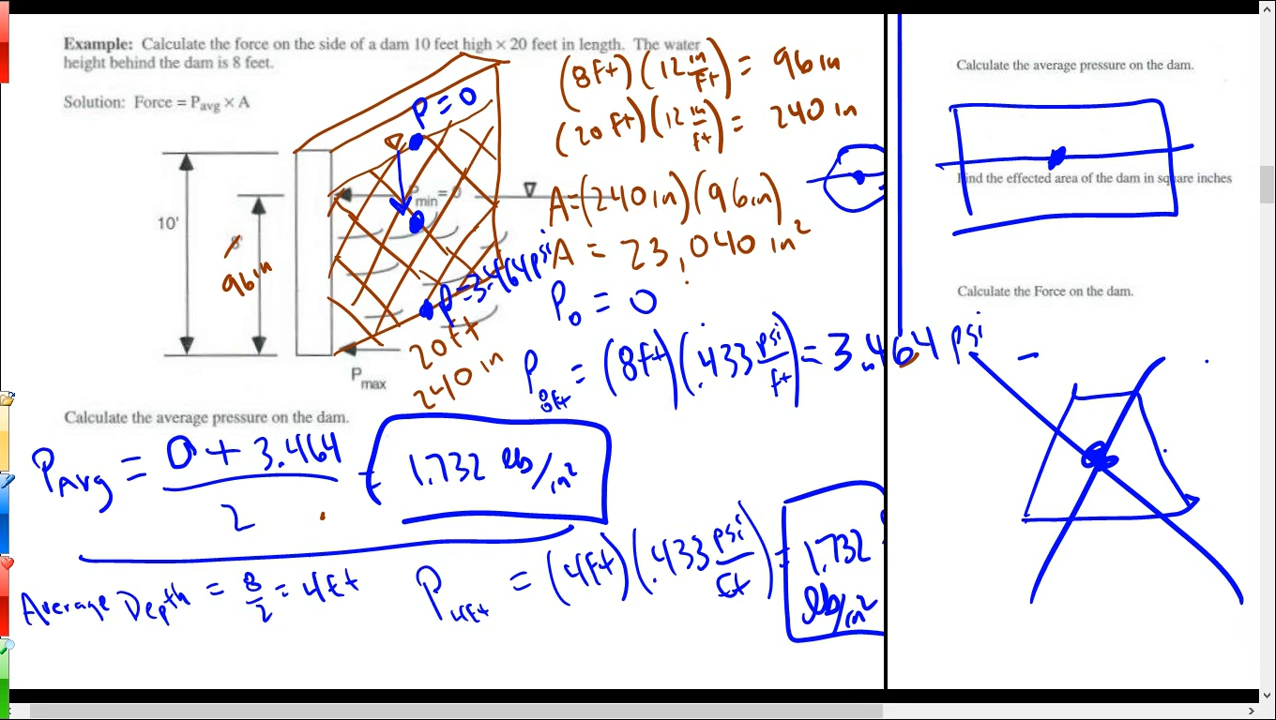 Example: Calculate the force on the side of a dam 10 feet high × 20 feet in length. The water
height behind the dam is 8 feet.
Solution: Force = Pavg × A
(8ft)(12 in/ft) = 96 in
(20 ft)(12 in/ft) = 240 in
P = 0
min = 0
10'
96 in
A=(240 in)(96 in)
A = 23,040 in²
P = 3.464 psi
P0 = 0
20ft
240 in
Pmax
P8ft = (8ft)(.433 psi/ft) = 3.464 psi
Calculate the average pressure on the dam.
PAvg = 0 + 3.464 / 2 = 1.732 lb/in²
Average Depth = 8/2 = 4ft
P4ft = (4ft)(.433 psi/ft) = 1.732 lb/in²
Calculate the average pressure on the dam.
Find the effected area of the dam in square inches
Calculate the Force on the dam.